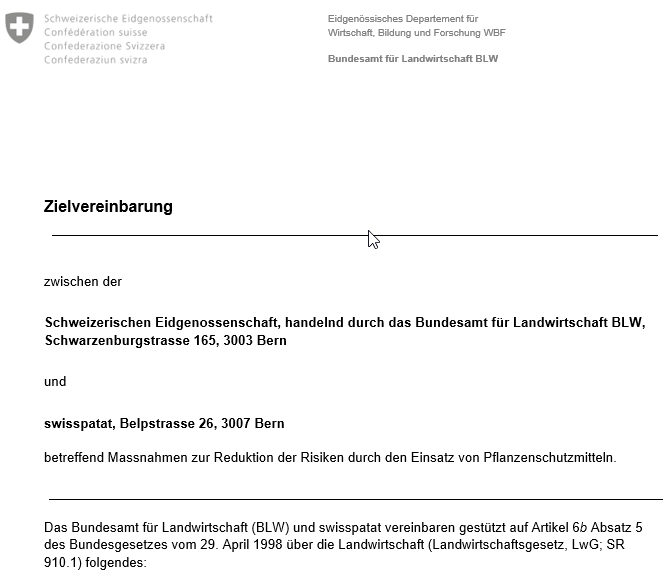 Schweizerische Eidgenossenschaft
Confédération suisse
Confederazione Svizzera
Confederaziun svizra
Eidgenössisches Departement für
Wirtschaft, Bildung und Forschung WBF
Bundesamt für Landwirtschaft BLW
Zielvereinbarung
zwischen der
Schweizerischen Eidgenossenschaft, handelnd durch das Bundesamt für Landwirtschaft BLW,
Schwarzenburgstrasse 165, 3003 Bern
und
swisspatat, Belpstrasse 26, 3007 Bern
betreffend Massnahmen zur Reduktion der Risiken durch den Einsatz von Pflanzenschutzmitteln.
Das Bundesamt für Landwirtschaft (BLW) und swisspatat vereinbaren gestützt auf Artikel 6b Absatz 5
des Bundesgesetzes vom 29. April 1998 über die Landwirtschaft (Landwirtschaftsgesetz, LwG; SR
910.1) folgendes: